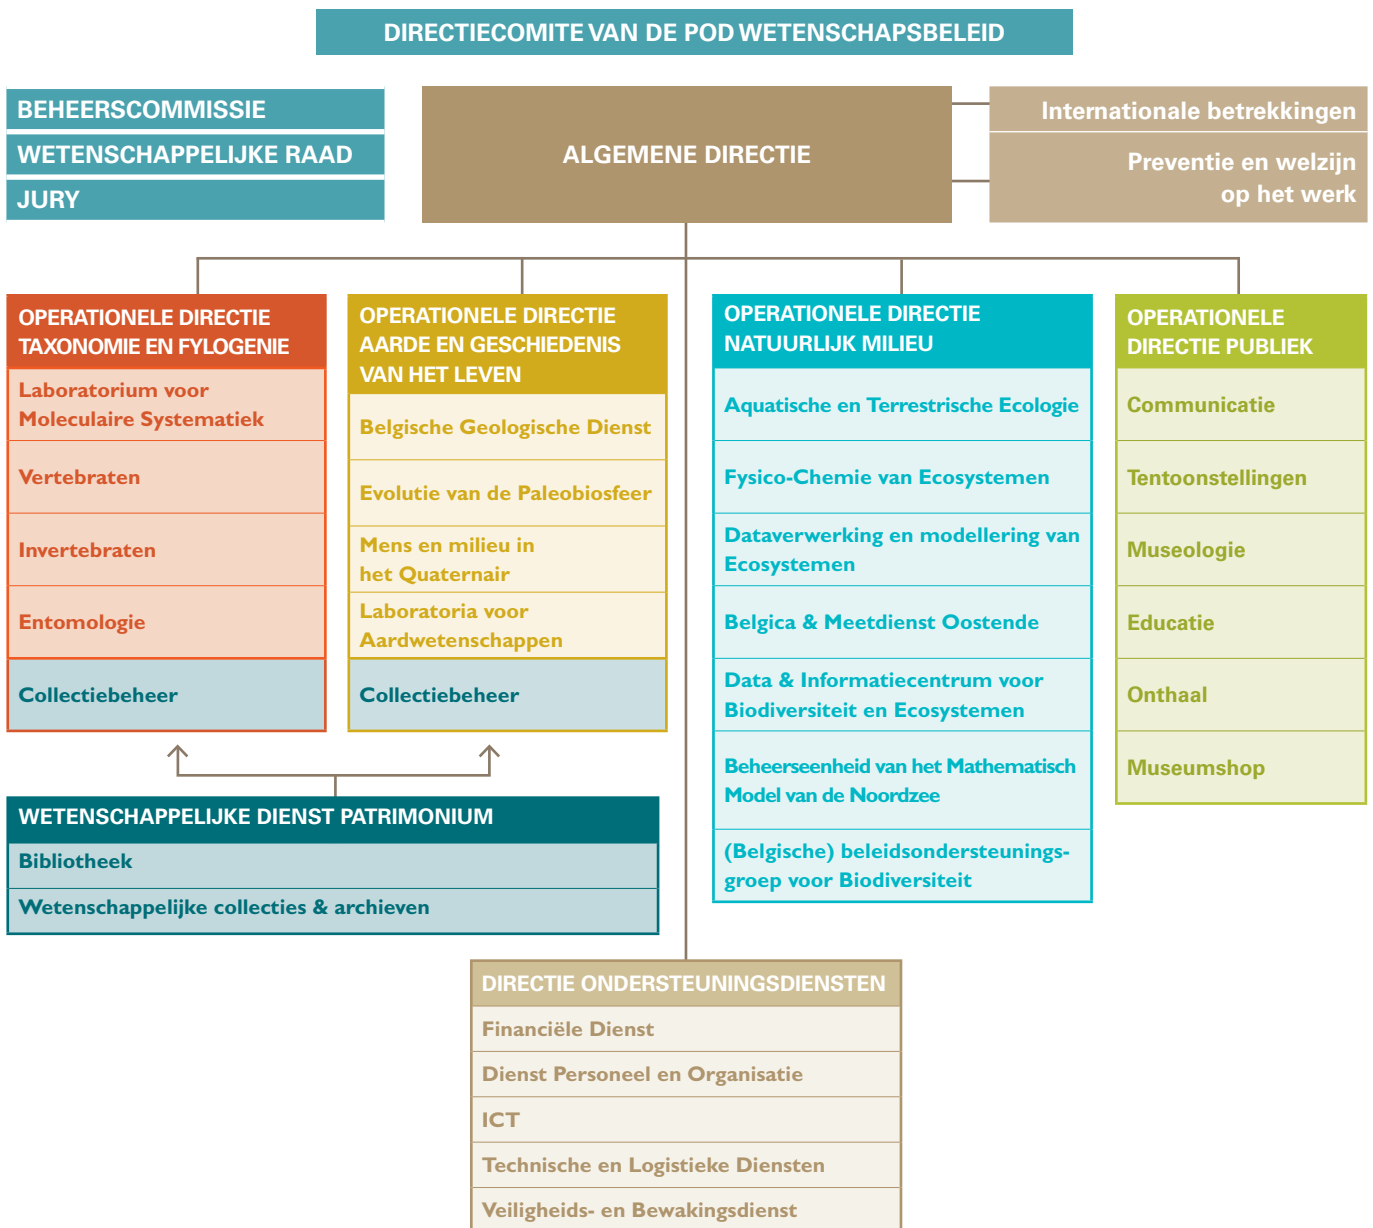 DIRECTIECOMITE VAN DE POD WETENSCHAPSBELEID
BEHEERSCOMMISSIE
WETENSCHAPPELIJKE RAAD
JURY
ALGEMENE DIRECTIE
Internationale betrekkingen
Preventie en welzijn
op het werk
OPERATIONELE DIRECTIE
TAXONOMIE EN FYLOGENIE
Laboratorium voor
Moleculaire Systematiek
Vertebraten
Invertebraten
Entomologie
Collectiebeheer
OPERATIONELE DIRECTIE
AARDE EN GESCHIEDENIS
VAN HET LEVEN
Belgische Geologische Dienst
Evolutie van de Paleobiosfeer
Mens en milieu in
het Quaternair
Laboratoria voor
Aardwetenschappen
Collectiebeheer
OPERATIONELE DIRECTIE
NATUURLIJK MILIEU
Aquatische en Terrestrische Ecologie
Fysico-Chemie van Ecosystemen
Dataverwerking en modellering van
Ecosystemen
Belgica & Meetdienst Oostende
Data & Informatiecentrum voor
Biodiversiteit en Ecosystemen
Beheerseenheid van het Mathematisch
Model van de Noordzee
(Belgische) beleidsondersteunings-
groep voor Biodiversiteit
OPERATIONELE
DIRECTIE PUBLIEK
Communicatie
Tentoonstellingen
Museologie
Educatie
Onthaal
Museumshop
WETENSCHAPPELIJKE DIENST PATRIMONIUM
Bibliotheek
Wetenschappelijke collecties & archieven
DIRECTIE ONDERSTEUNINGSDIENSTEN
Financiële Dienst
Dienst Personeel en Organisatie
ICT
Technische en Logistieke Diensten
Veiligheids- en Bewakingsdienst